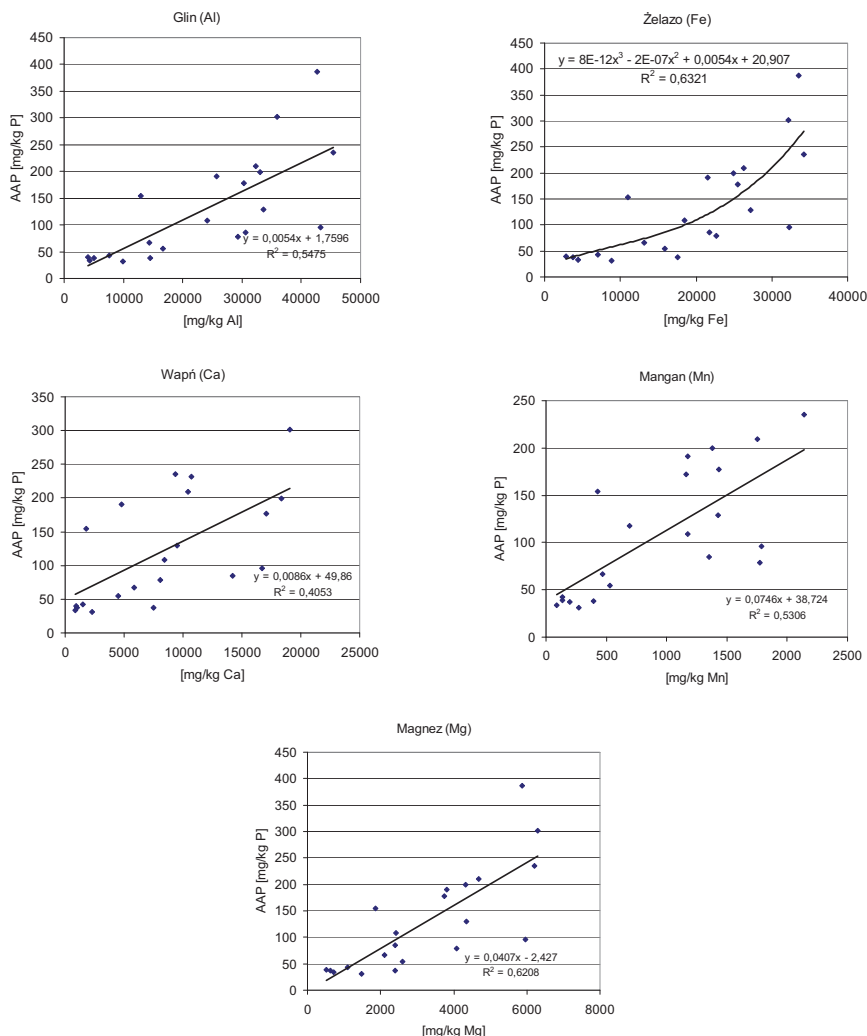 Glin (Al)
450
400
350
300
250
200
150
100
50
0
AAP [mg/kg P]
y = 0,0054x + 1,7596
R² = 0,5475
0 10000 20000 30000 40000 50000
[mg/kg Al]
Żelazo (Fe)
450
400
350
300
250
200
150
100
50
0
AAP [mg/kg P]
y = 8E-12x³ - 2E-07x² + 0,0054x + 20,907
R² = 0,6321
0 10000 20000 30000 40000
[mg/kg Fe]
Wapń (Ca)
350
300
250
200
150
100
50
0
AAP [mg/kg P]
y = 0,0086x + 49,86
R² = 0,4053
0 5000 10000 15000 20000 25000
[mg/kg Ca]
Mangan (Mn)
250
200
150
100
50
0
AAP [mg/kg P]
y = 0,0746x + 38,724
R² = 0,5306
0 500 1000 1500 2000 2500
[mg/kg Mn]
Magnez (Mg)
450
400
350
300
250
200
150
100
50
0
AAP [mg/kg P]
y = 0,0407x - 2,427
R² = 0,6208
0 2000 4000 6000 8000
[mg/kg Mg]